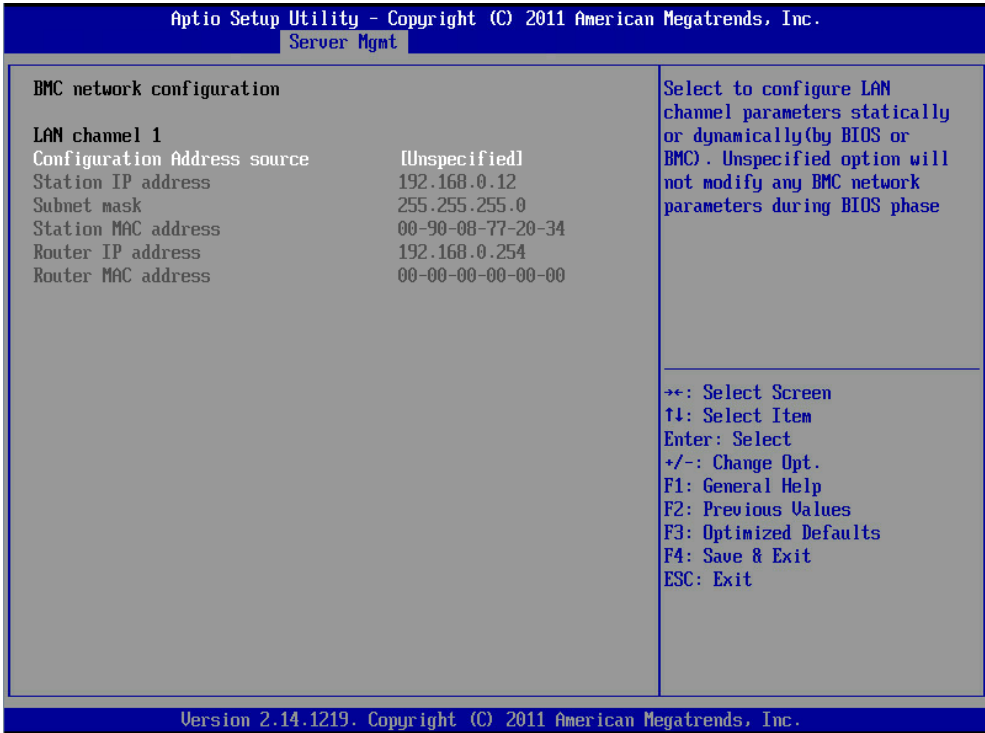 Aptio Setup Utility - Copyright (C) 2011 American Megatrends, Inc.
Server Mgmt
BMC network configuration
LAN channel 1
Configuration Address source [Unspecified]
Station IP address 192.168.0.12
Subnet mask 255.255.255.0
Station MAC address 00-90-08-77-20-34
Router IP address 192.168.0.254
Router MAC address 00-00-00-00-00-00
Select to configure LAN
channel parameters statically
or dynamically(by BIOS or
BMC). Unspecified option will
not modify any BMC network
parameters during BIOS phase
→←: Select Screen
↑↓: Select Item
Enter: Select
+/-: Change Opt.
F1: General Help
F2: Previous Values
F3: Optimized Defaults
F4: Save & Exit
ESC: Exit
Version 2.14.1219. Copyright (C) 2011 American Megatrends, Inc.